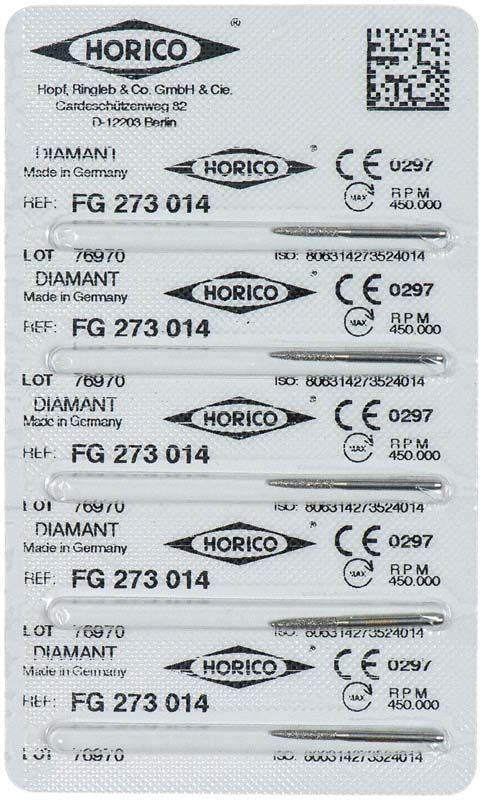 HORICO ®
Hopf, Ringleb & Co. GmbH & Cie.
Gardeschützenweg 82
D-12203 Berlin
DIAMANT HORICO ® CE 0297
Made in Germany
REF: FG 273 014 MAX. RPM 450.000
LOT 76970 ISO: 806314273524014
DIAMANT HORICO ® CE 0297
Made in Germany
REF: FG 273 014 MAX. RPM 450.000
LOT 76970 ISO: 806314273524014
DIAMANT HORICO ® CE 0297
Made in Germany
REF: FG 273 014 MAX. RPM 450.000
LOT 76970 ISO: 806314273524014
DIAMANT HORICO ® CE 0297
Made in Germany
REF: FG 273 014 MAX. RPM 450.000
LOT 76970 ISO: 806314273524014
DIAMANT HORICO ® CE 0297
Made in Germany
REF: FG 273 014 MAX. RPM 450.000
LOT 76970 ISO: 806314273524014